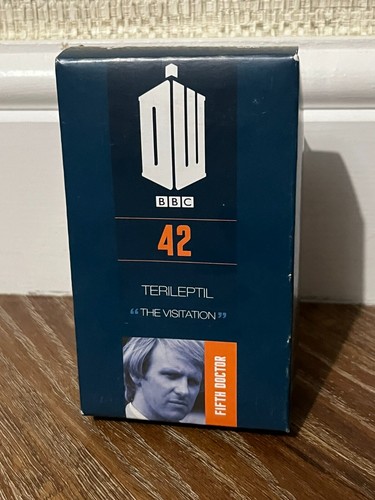 DW
BBC
42
TERILEPTIL
“THE VISITATION”
FIFTH DOCTOR